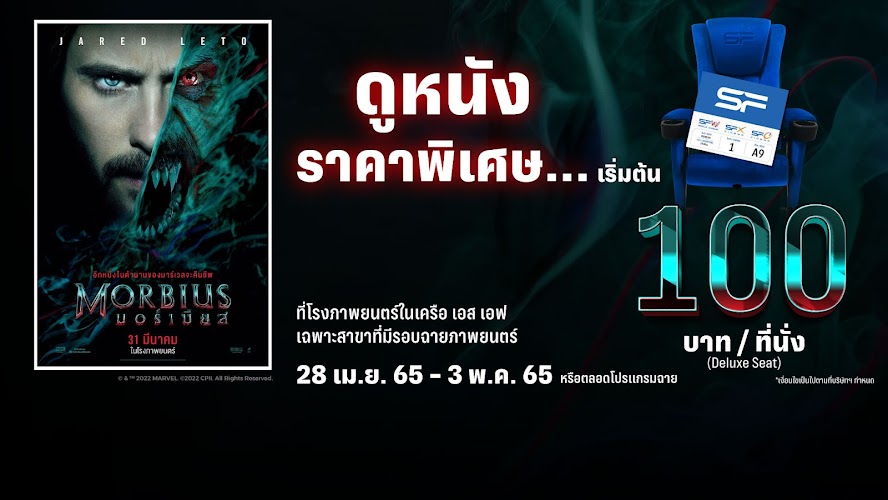 JARED LETO
อีกหนึ่งในตำนานของมาร์เวลจะคืนชีพ
MORBIUS
มอร์เบียส
31 มีนาคม
ในโรงภาพยนตร์
© & ™ 2022 MARVEL. ©2022 CPII. All Rights Reserved.
ดูหนัง
ราคาพิเศษ... เริ่มต้น
SF
SF
1
A9
100
บาท / ที่นั่ง
(Deluxe Seat)
ที่โรงภาพยนตร์ในเครือ เอส เอฟ
เฉพาะสาขาที่มีรอบฉายภาพยนตร์
28 เม.ย. 65 - 3 พ.ค. 65 หรือตลอดโปรแกรมฉาย
*เงื่อนไขเป็นไปตามที่บริษัทฯ กำหนด